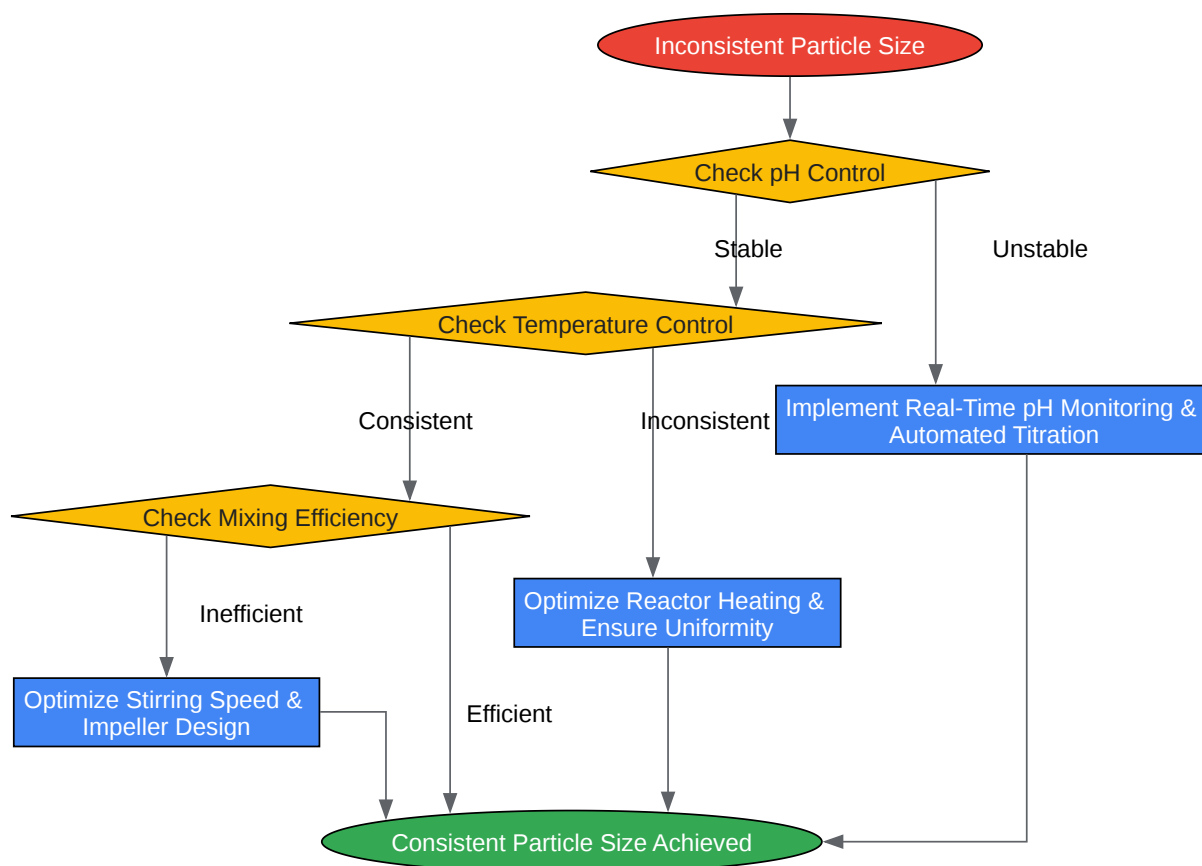 Inconsistent Particle Size
Check pH Control
Stable
Unstable
Check Temperature Control
Consistent
Inconsistent
Implement Real-Time pH Monitoring &
Automated Titration
Check Mixing Efficiency
Inefficient
Optimize Reactor Heating &
Ensure Uniformity
Optimize Stirring Speed &
Impeller Design
Efficient
Consistent Particle Size Achieved